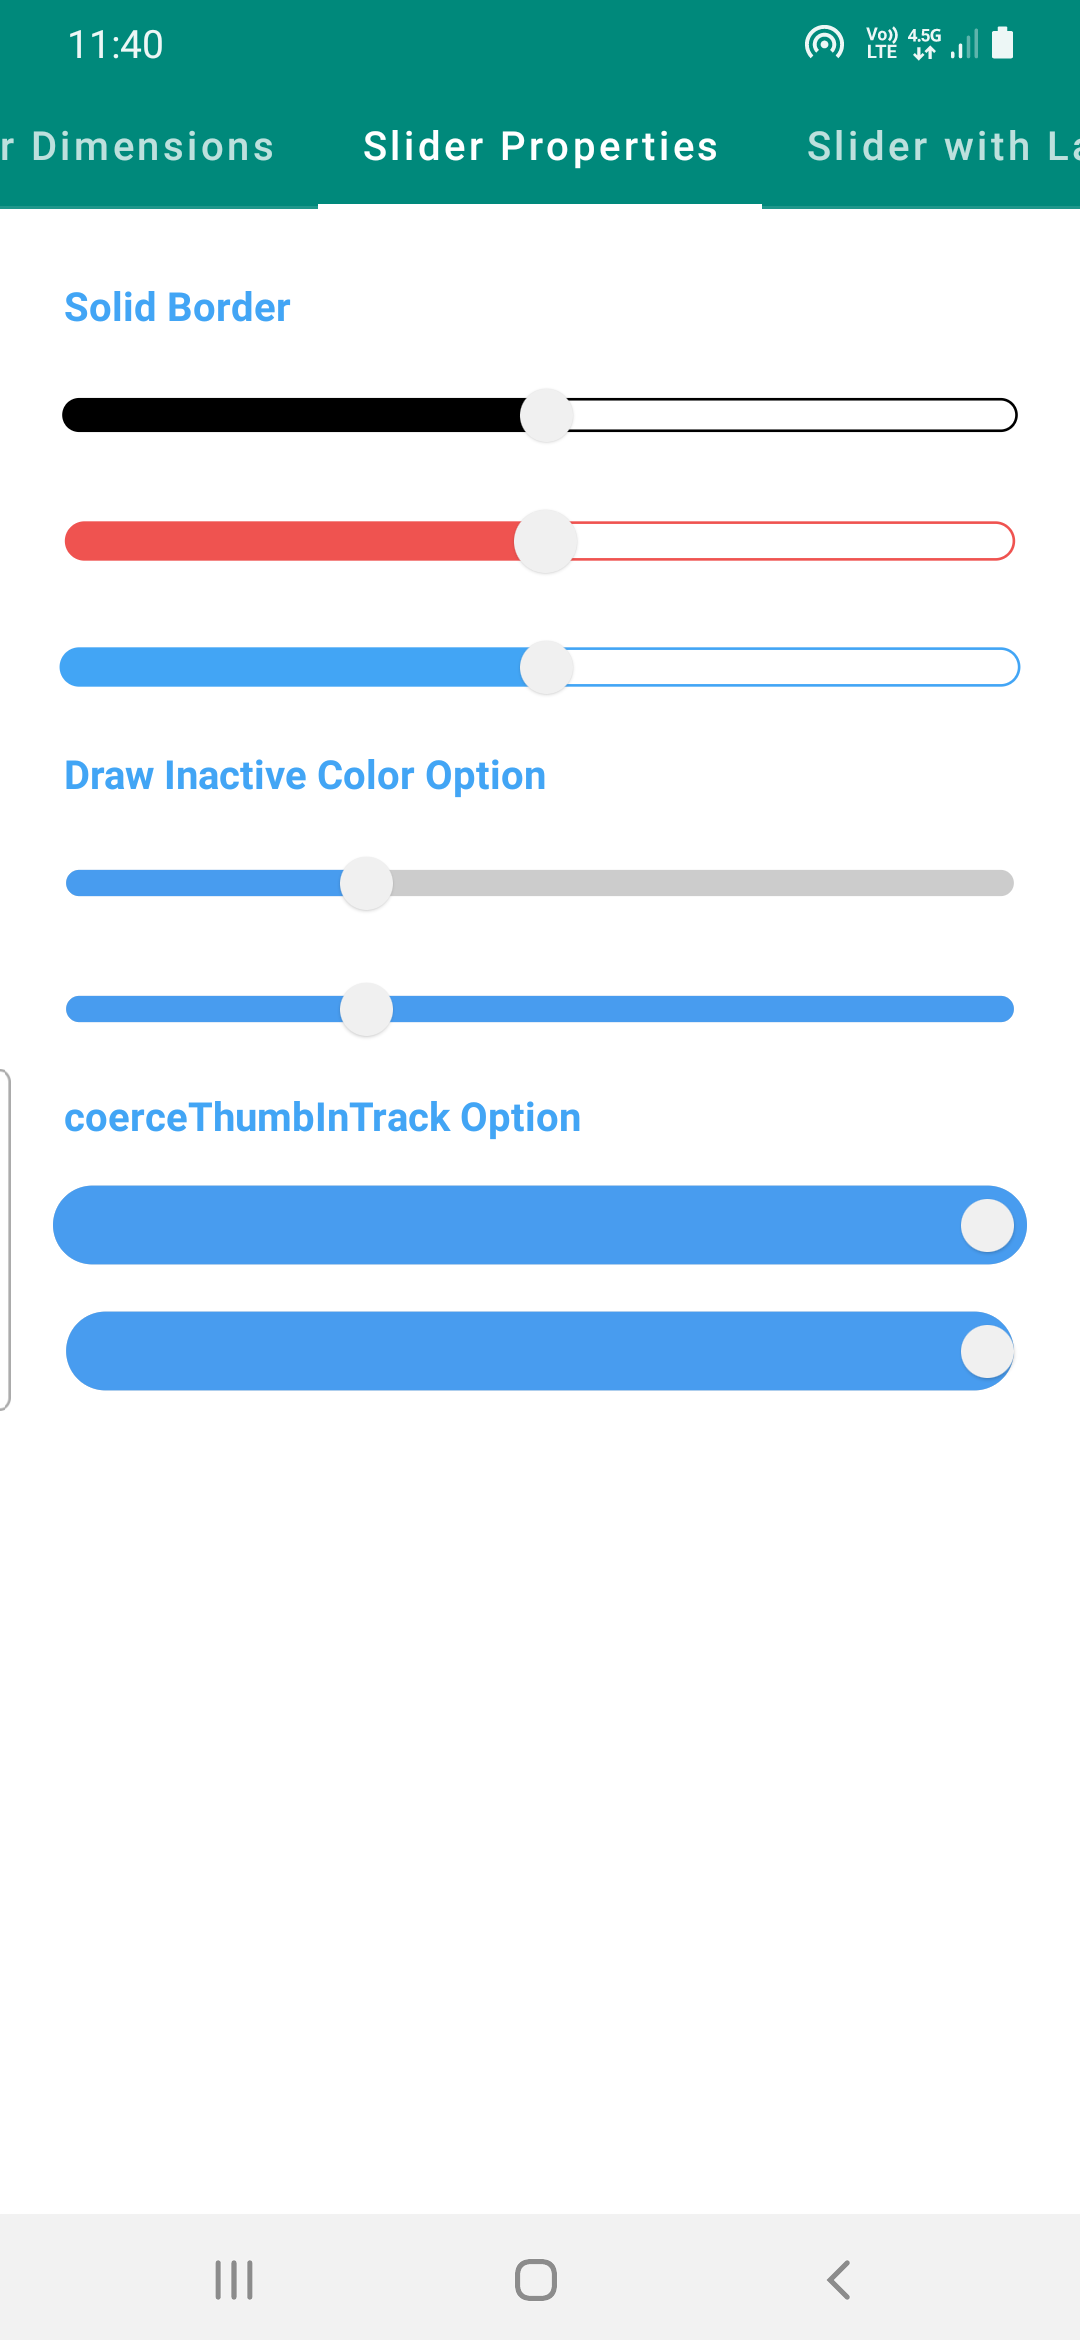 11:40
Vo)) 4.5G
LTE
r Dimensions Slider Properties Slider with La
Solid Border
Draw Inactive Color Option
coerceThumbInTrack Option